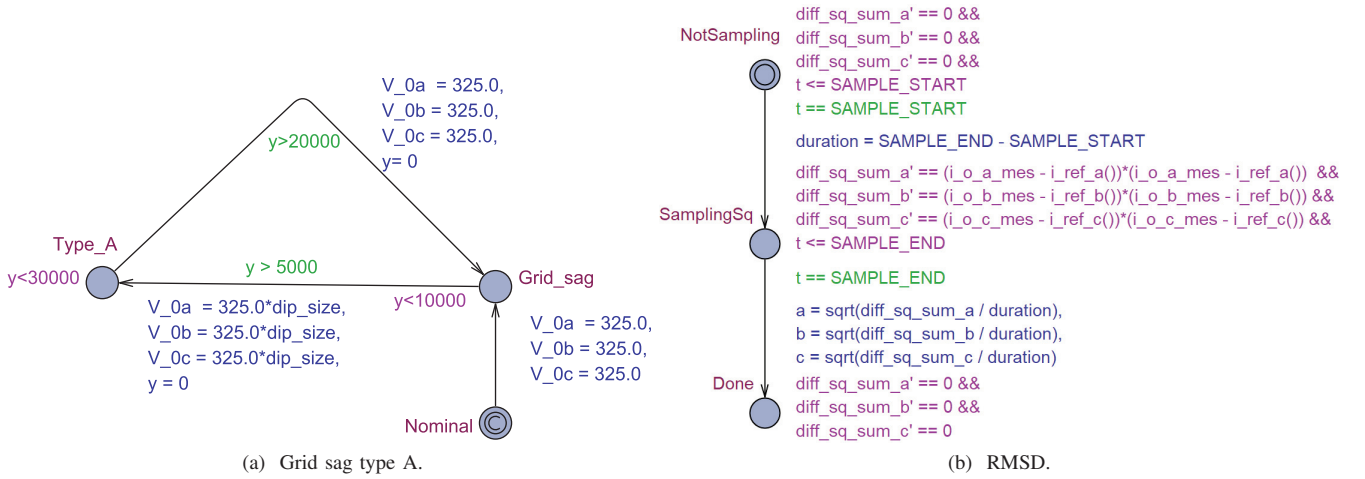 V_0a  = 325.0,
V_0b = 325.0,
V_0c = 325.0,
y= 0
y>20000
Type_A
y<30000
y > 5000
Grid_sag
y<10000
V_0a  = 325.0*dip_size,
V_0b = 325.0*dip_size,
V_0c = 325.0*dip_size,
y = 0
V_0a  = 325.0,
V_0b = 325.0,
V_0c = 325.0
Nominal
C
(a) Grid sag type A.
NotSampling
diff_sq_sum_a' == 0 &&
diff_sq_sum_b' == 0 &&
diff_sq_sum_c' == 0 &&
t <= SAMPLE_START
t == SAMPLE_START
duration = SAMPLE_END - SAMPLE_START
diff_sq_sum_a' == (i_o_a_mes - i_ref_a())*(i_o_a_mes - i_ref_a())  &&
diff_sq_sum_b' == (i_o_b_mes - i_ref_b())*(i_o_b_mes - i_ref_b()) &&
diff_sq_sum_c' == (i_o_c_mes - i_ref_c())*(i_o_c_mes - i_ref_c()) &&
SamplingSq
t <= SAMPLE_END
t == SAMPLE_END
a = sqrt(diff_sq_sum_a / duration),
b = sqrt(diff_sq_sum_b / duration),
c = sqrt(diff_sq_sum_c / duration)
Done
diff_sq_sum_a' == 0 &&
diff_sq_sum_b' == 0 &&
diff_sq_sum_c' == 0
(b) RMSD.